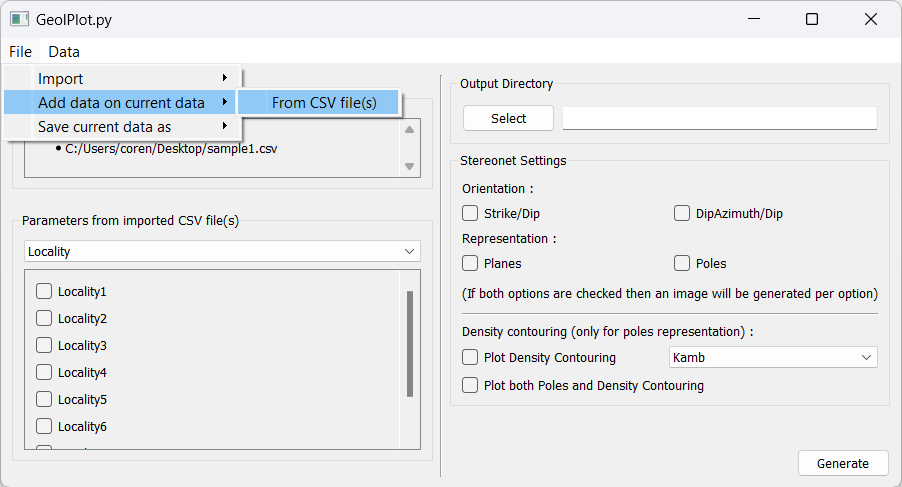 GeolPlot.py
File Data
Import
Add data on current data
From CSV file(s)
Save current data as
• C:/Users/coren/Desktop/sample1.csv
Parameters from imported CSV file(s)
Locality
Locality1
Locality2
Locality3
Locality4
Locality5
Locality6
Output Directory
Select
Stereonet Settings
Orientation :
Strike/Dip DipAzimuth/Dip
Representation :
Planes Poles
(If both options are checked then an image will be generated per option)
Density contouring (only for poles representation) :
Plot Density Contouring Kamb
Plot both Poles and Density Contouring
Generate